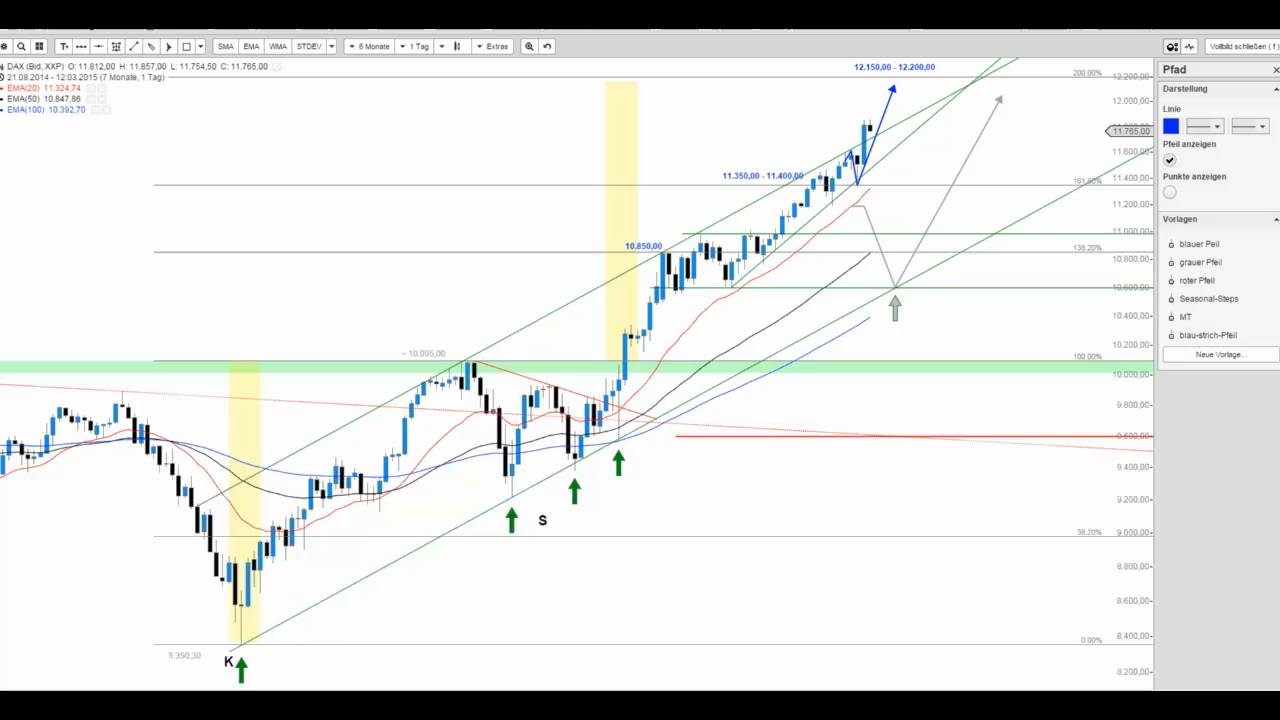 SMA EMA WMA STDEV 6 Monate 1 Tag Extras Vollbild schließen ( f )
DAX (Bid, XXP) O: 11.812,00 H: 11.857,00 L: 11.754,50 C: 11.765,00
21.08.2014 - 12.03.2015 (7 Monate, 1 Tag)
EMA(20) 11.324,74
EMA(50) 10.847,86
EMA(100) 10.392,70
12.150,00 - 12.200,00
11.350,00 - 11.400,00
10.850,00
~ 10.095,00
S
K
200.00%
138.20%
100.00%
38.20%
0.00%
12.200,00
12.000,00
11.765,00
11.600,00
11.400,00
11.200,00
11.000,00
10.800,00
10.600,00
10.400,00
10.200,00
10.000,00
9.800,00
9.600,00
9.400,00
9.200,00
9.000,00
8.800,00
8.600,00
8.400,00
8.200,00
Pfad
Darstellung
Linie
Pfeil anzeigen
Punkte anzeigen
Vorlagen
blauer Peil
grauer Pfeil
roter Pfeil
Seasonal-Steps
MT
blau-strich-Pfeil
Neue Vorlage...